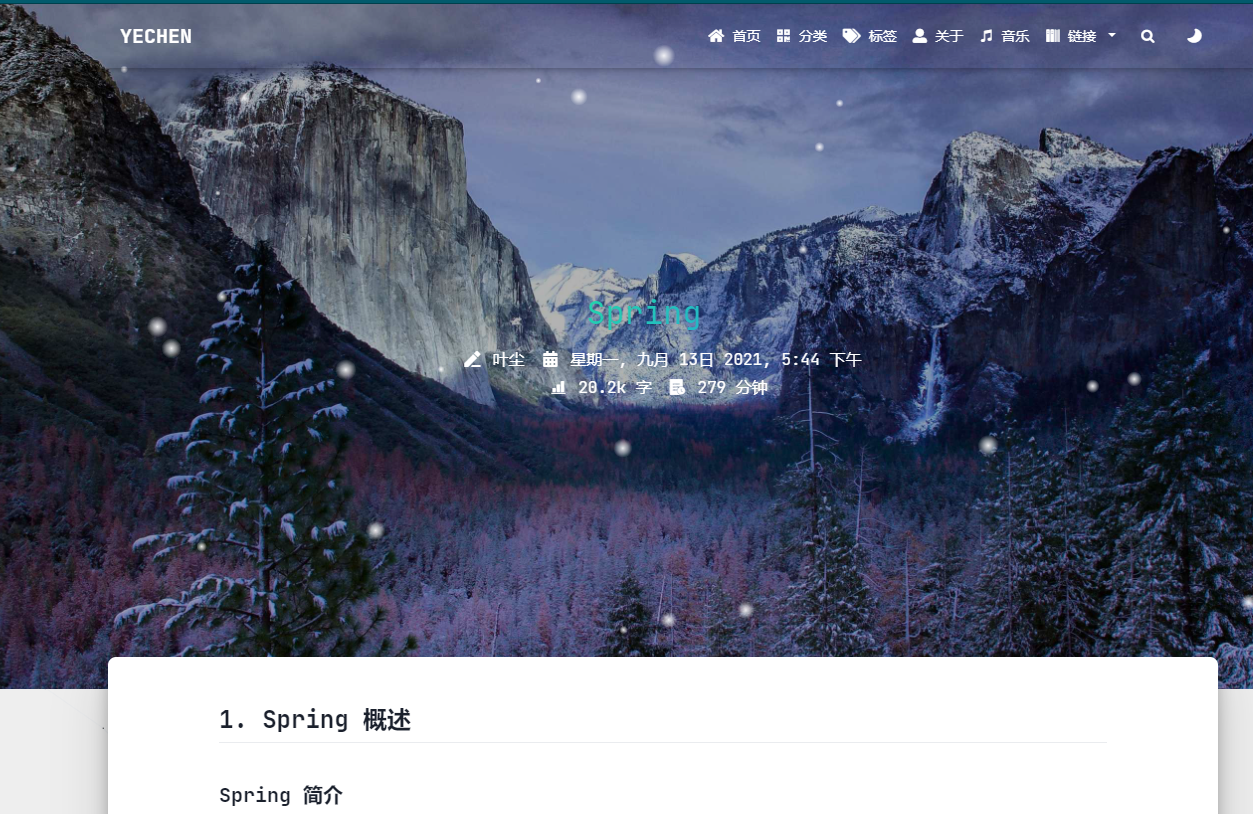 YECHEN 首页 分类 标签 关于 音乐 链接
Spring
叶尘 星期一, 九月 13日 2021, 5:44 下午
20.2k 字 279 分钟
1. Spring 概述
Spring 简介